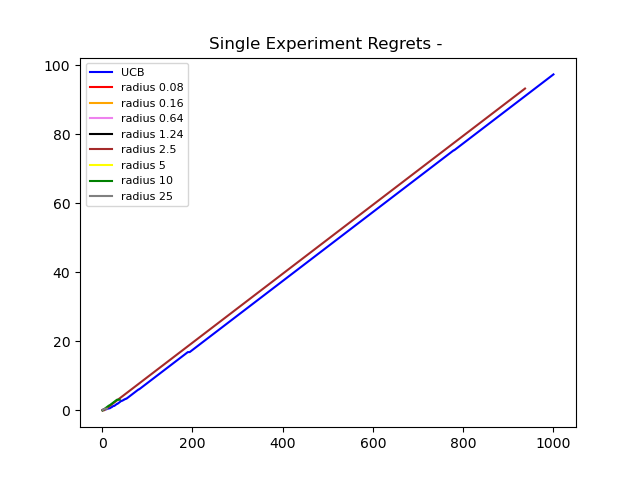 Single Experiment Regrets -
100
80
60
40
20
0
UCB
radius 0.08
radius 0.16
radius 0.64
radius 1.24
radius 2.5
radius 5
radius 10
radius 25
0 200 400 600 800 1000